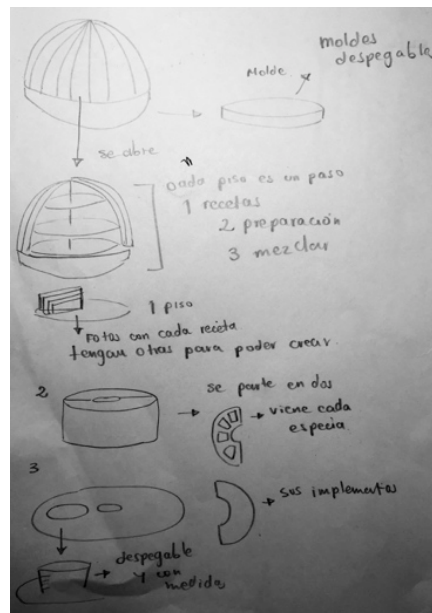 moldes
despegable
Molde
se abre
Cada piso es un paso
1 recetas
2 preparación
3 mezclar
1 piso
Fotos con cada receta
tengan otras para poder crear.
2
se parte en dos
viene cada
especia
3
sus implementos
despegable
y con
medidas